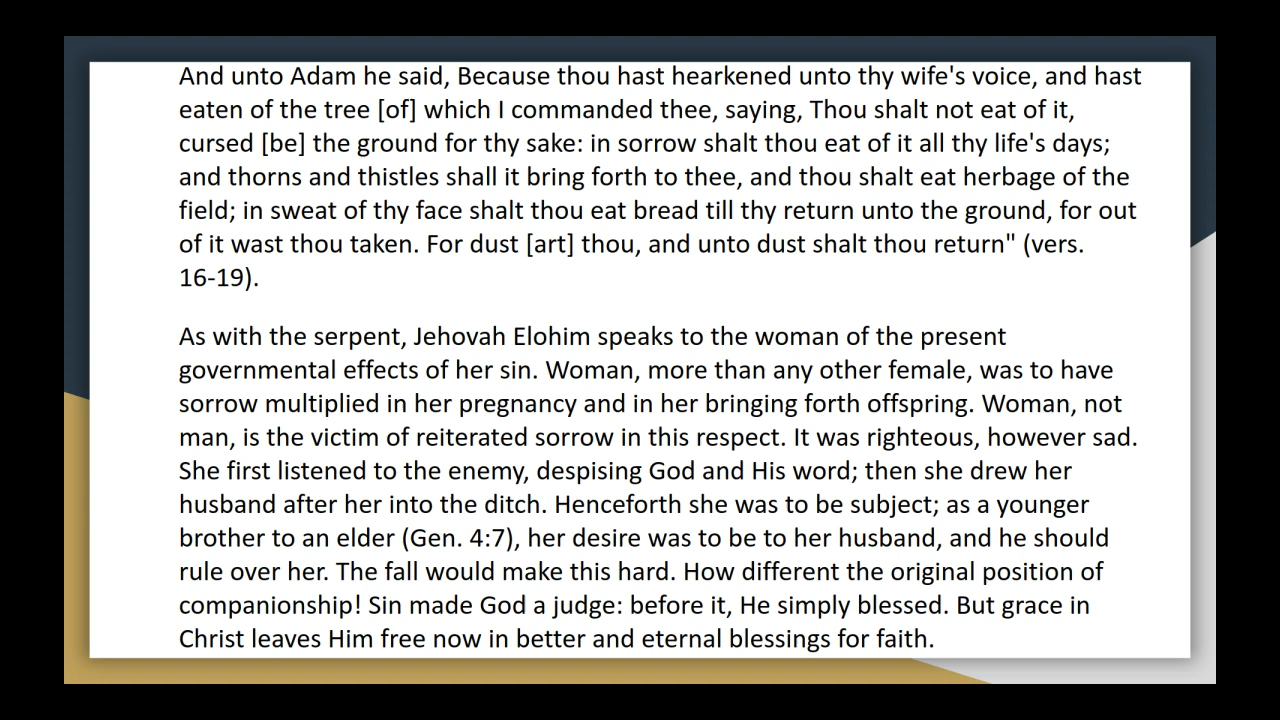 And unto Adam he said, Because thou hast hearkened unto thy wife's voice, and hast
eaten of the tree [of] which I commanded thee, saying, Thou shalt not eat of it,
cursed [be] the ground for thy sake: in sorrow shalt thou eat of it all thy life's days;
and thorns and thistles shall it bring forth to thee, and thou shalt eat herbage of the
field; in sweat of thy face shalt thou eat bread till thy return unto the ground, for out
of it wast thou taken. For dust [art] thou, and unto dust shalt thou return" (vers.
16-19).
As with the serpent, Jehovah Elohim speaks to the woman of the present
governmental effects of her sin. Woman, more than any other female, was to have
sorrow multiplied in her pregnancy and in her bringing forth offspring. Woman, not
man, is the victim of reiterated sorrow in this respect. It was righteous, however sad.
She first listened to the enemy, despising God and His word; then she drew her
husband after her into the ditch. Henceforth she was to be subject; as a younger
brother to an elder (Gen. 4:7), her desire was to be to her husband, and he should
rule over her. The fall would make this hard. How different the original position of
companionship! Sin made God a judge: before it, He simply blessed. But grace in
Christ leaves Him free now in better and eternal blessings for faith.